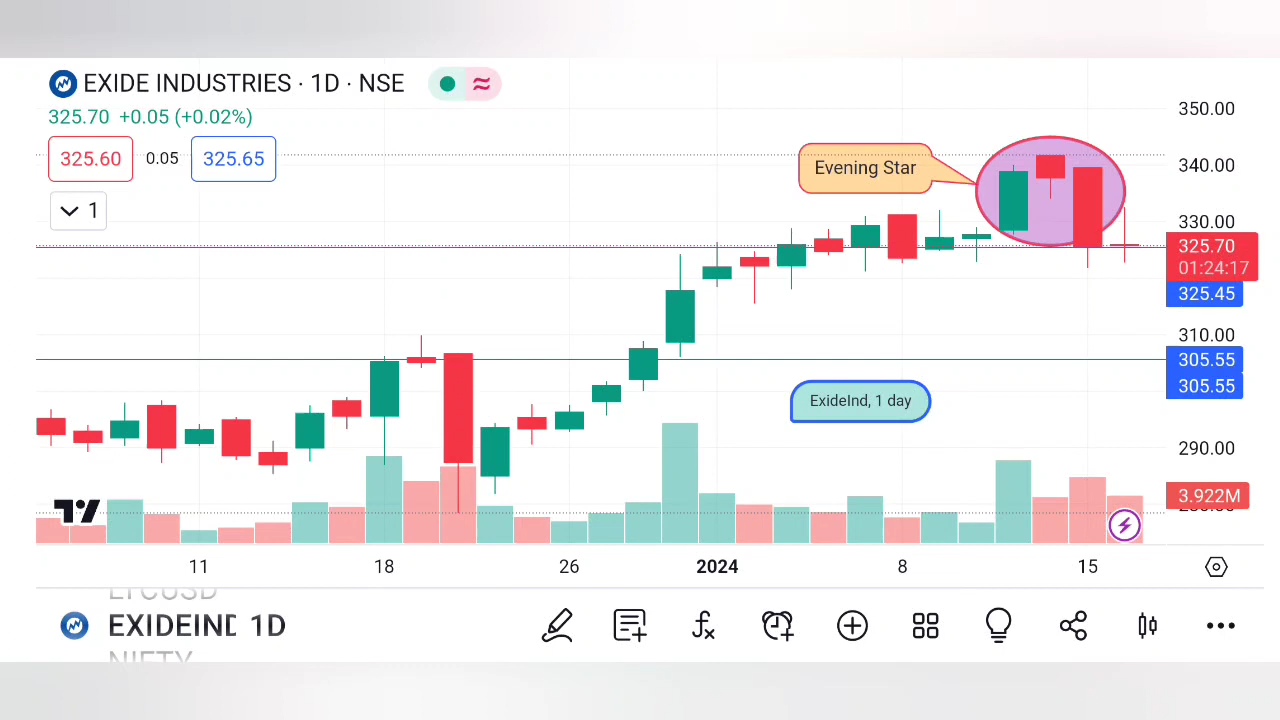 EXIDE INDUSTRIES · 1D · NSE
325.70 +0.05 (+0.02%)
325.60 0.05 325.65
1
Evening Star
ExideInd, 1 day
350.00
340.00
330.00
325.70
01:24:17
325.45
310.00
305.55
305.55
290.00
3.922M
11 18 26 2024 8 15
LTCUSD
EXIDEIND 1D
NIFTY